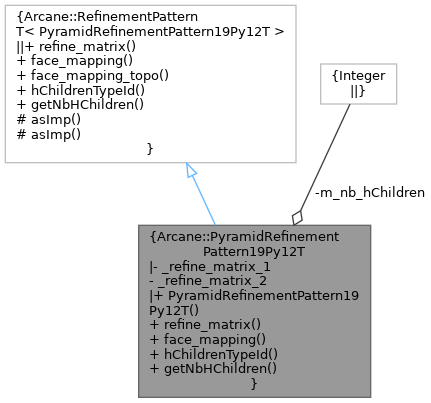 {Arcane::RefinementPattern
T< PyramidRefinementPattern19Py12T >
||+ refine_matrix()
+ face_mapping()
+ face_mapping_topo()
+ hChildrenTypeId()
+ getNbHChildren()
# asImp()
# asImp()
}
{Integer
||}
-m_nb_hChildren
{Arcane::PyramidRefinement
Pattern19Py12T
|- _refine_matrix_1
- _refine_matrix_2
|+ PyramidRefinementPattern19
Py12T()
+ refine_matrix()
+ face_mapping()
+ hChildrenTypeId()
+ getNbHChildren()
}